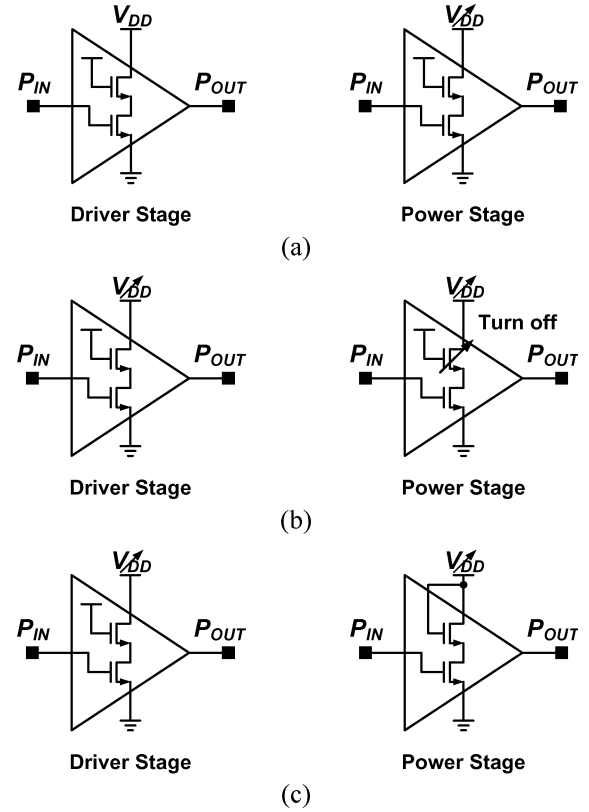 VDD VDD
PIN POUT PIN POUT
Driver Stage Power Stage
(a)
VDD VDD
Turn off
PIN POUT PIN POUT
Driver Stage Power Stage
(b)
VDD VDD
PIN POUT PIN POUT
Driver Stage Power Stage
(c)